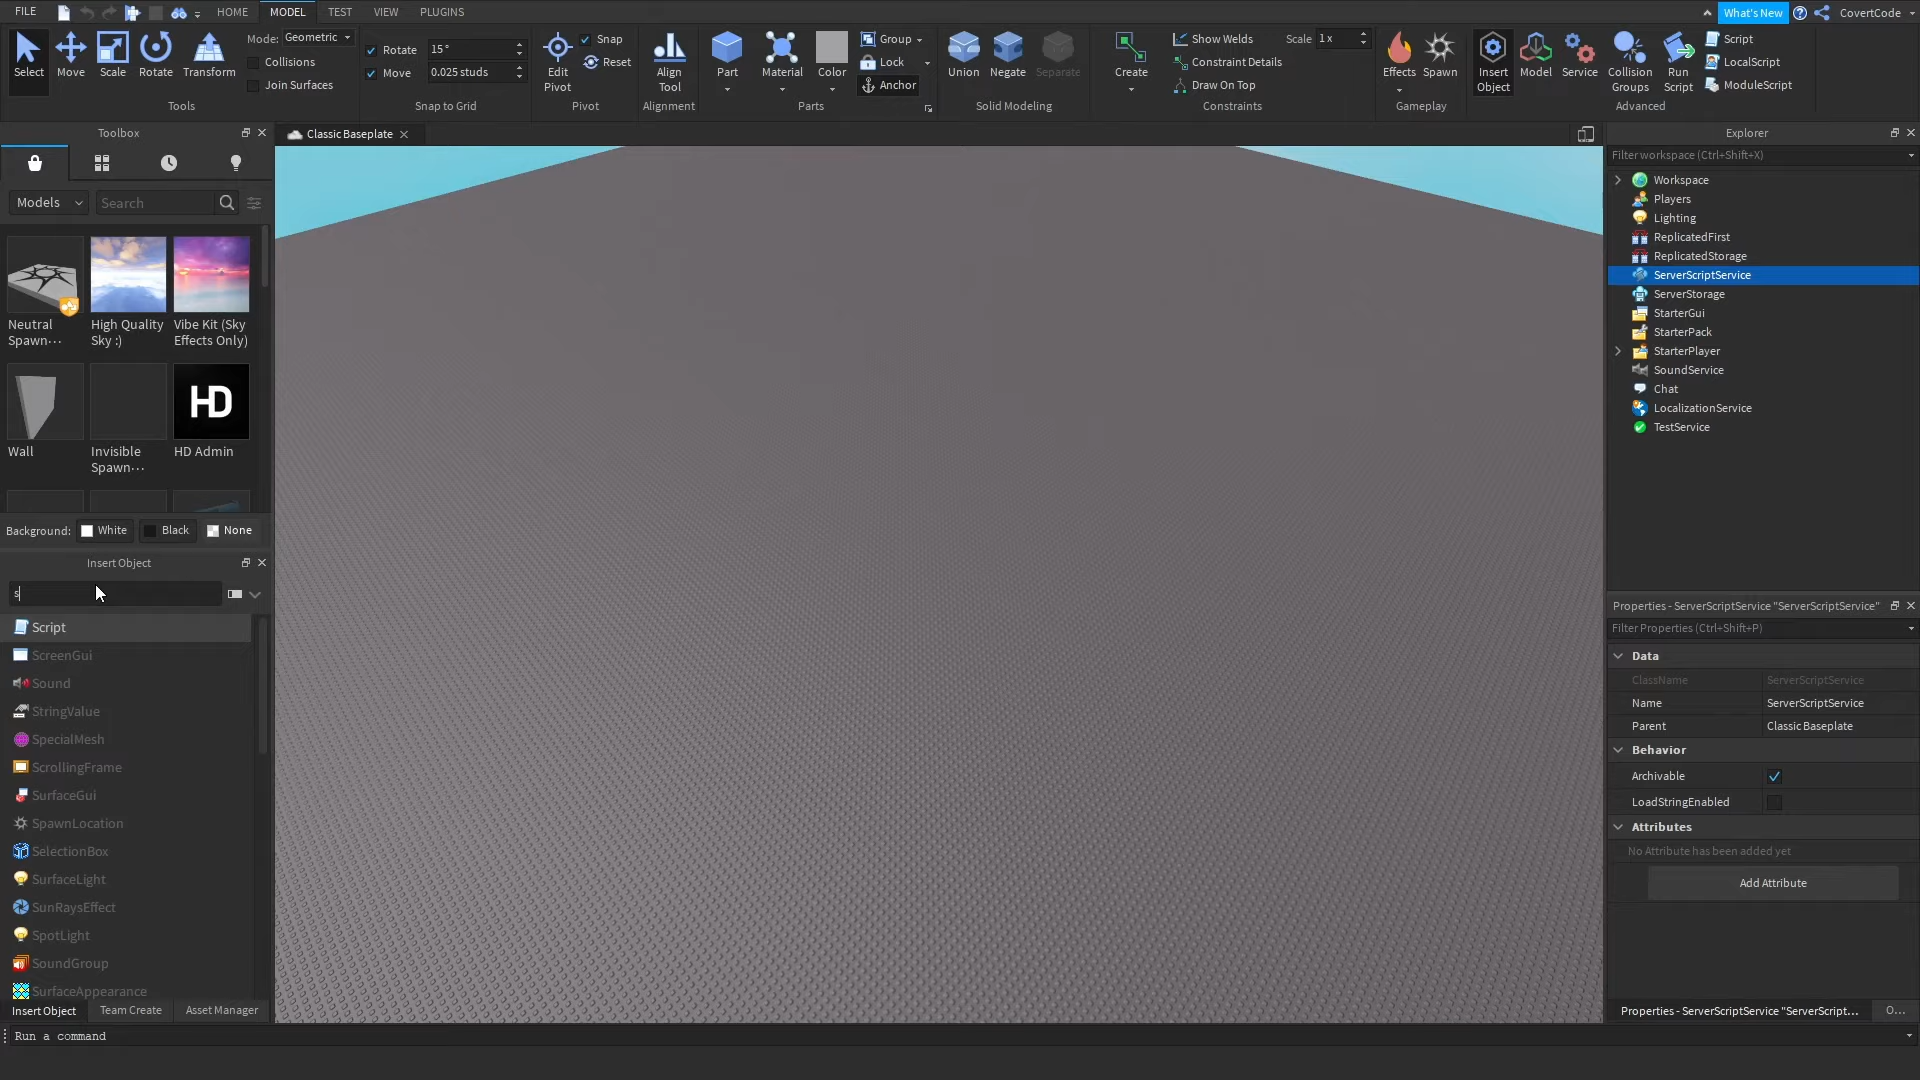 FILE
HOME
MODEL
TEST
VIEW
PLUGINS
What's New
CovertCode
Select
Move
Scale
Rotate
Transform
Mode: Geometric
Collisions
Join Surfaces
Tools
Rotate 15 °
Move 0.025 studs
Snap to Grid
Edit
Pivot
Snap
Reset
Pivot
Align
Tool
Alignment
Part
Material
Color
Group
Lock
Anchor
Parts
Union
Negate
Separate
Solid Modeling
Create
Show Welds
Scale 1 x
Constraint Details
Draw On Top
Constraints
Effects
Spawn
Gameplay
Insert
Object
Model
Service
Collision
Groups
Run
Script
Script
LocalScript
ModuleScript
Advanced
Toolbox
Models
Search
Neutral
Spawn···
High Quality
Sky :)
Vibe Kit (Sky
Effects Only)
Wall
Invisible
Spawn···
HD
HD Admin
Background: White Black None
Insert Object
s
Script
ScreenGui
Sound
StringValue
SpecialMesh
ScrollingFrame
SurfaceGui
SpawnLocation
SelectionBox
SurfaceLight
SunRaysEffect
SpotLight
SoundGroup
SurfaceAppearance
Insert Object
Team Create
Asset Manager
Run a command
Classic Baseplate
Explorer
Filter workspace (Ctrl+Shift+X)
Workspace
Players
Lighting
ReplicatedFirst
ReplicatedStorage
ServerScriptService
ServerStorage
StarterGui
StarterPack
StarterPlayer
SoundService
Chat
LocalizationService
TestService
Properties - ServerScriptService "ServerScriptService"
Filter Properties (Ctrl+Shift+P)
Data
ClassName ServerScriptService
Name ServerScriptService
Parent Classic Baseplate
Behavior
Archivable
LoadStringEnabled
Attributes
No Attribute has been added yet
Add Attribute
Properties - ServerScriptService "ServerScript...
O...